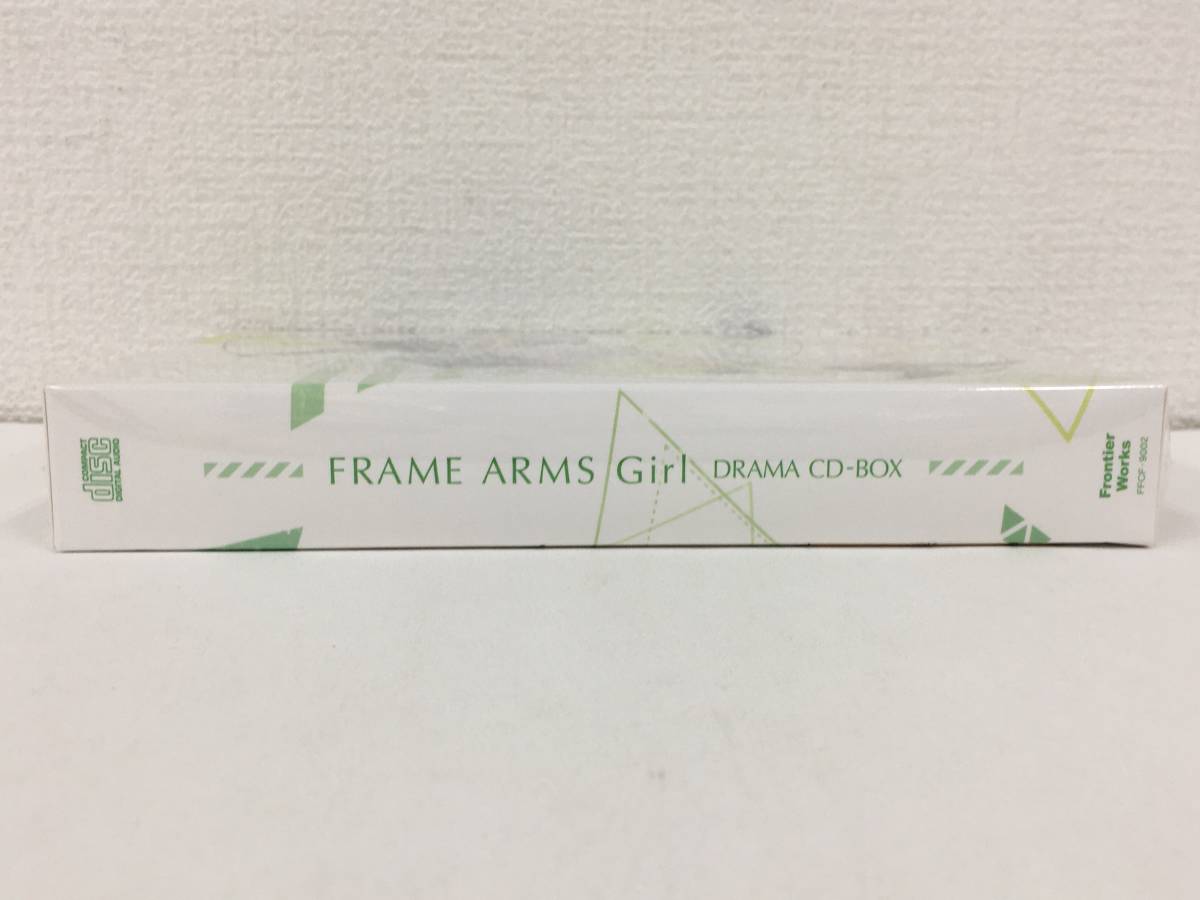 COMPACT
disc
DIGITAL AUDIO
FRAME ARMS Girl DRAMA CD-BOX
Frontier
Works
FFCF-9002